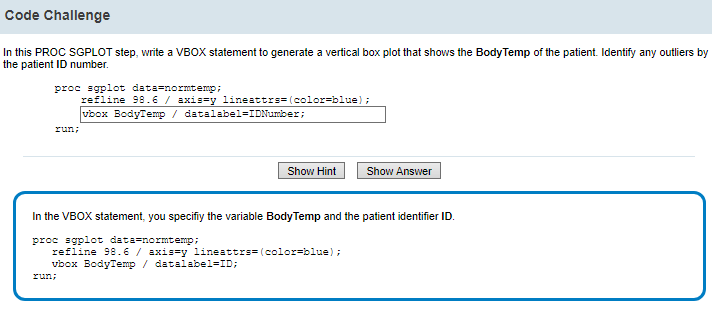 Code Challenge
In this PROC SGPLOT step, write a VBOX statement to generate a vertical box plot that shows the BodyTemp of the patient. Identify any outliers by
the patient ID number.
proc sgplot data=normtemp;
refline 98.6 / axis=y lineattrs=(color=blue);
vbox BodyTemp / datalabel=IDNumber;
run;
Show Hint Show Answer
In the VBOX statement, you specifiy the variable BodyTemp and the patient identifier ID.
proc sgplot data=normtemp;
refline 98.6 / axis=y lineattrs=(color=blue);
vbox BodyTemp / datalabel=ID;
run;